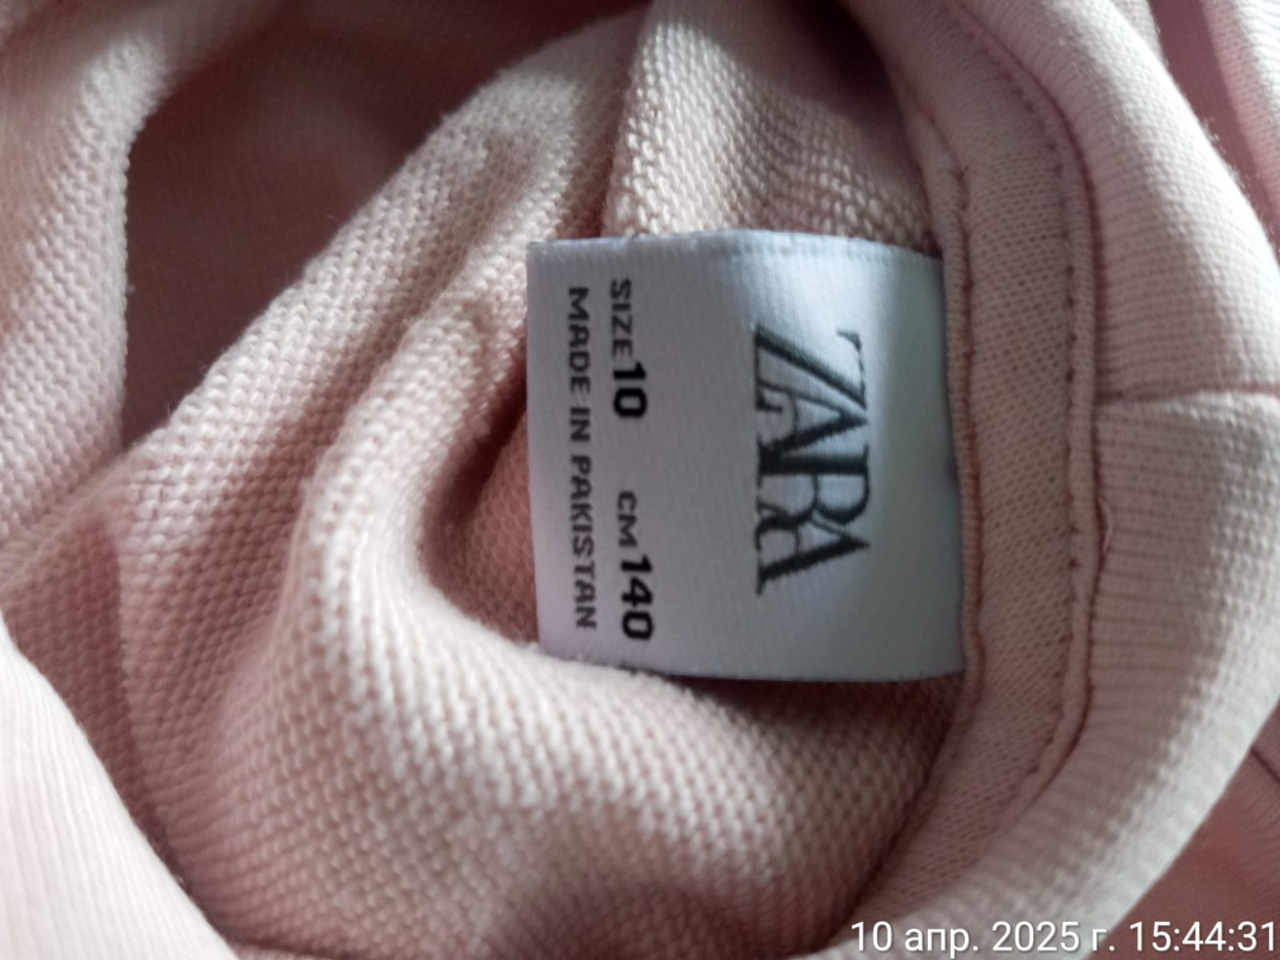 ZARA
SIZE 10 CM 140
MADE IN PAKISTAN
10 апр. 2025 г. 15:44:31